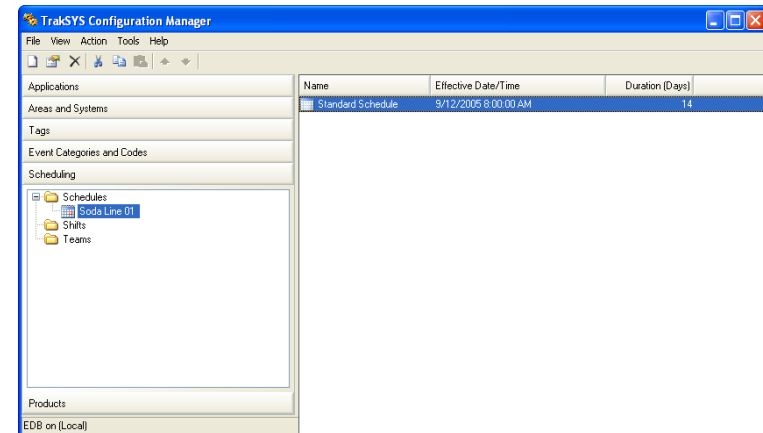 TrakSYS Configuration Manager
File View Action Tools Help
Applications
Areas and Systems
Tags
Event Categories and Codes
Scheduling
Schedules
Soda Line 01
Shifts
Teams
Products
EDB on (Local)
Name Effective Date/Time Duration (Days)
Standard Schedule 9/12/2005 8:00:00 AM 14